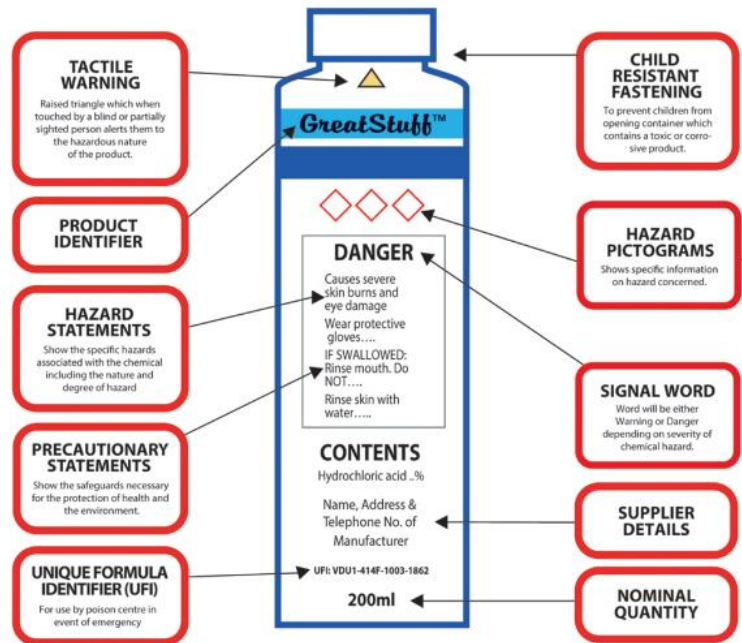 TACTILE
WARNING
Raised triangle which when
touched by a blind or partially
sighted person alerts them to
the hazardous nature
of the product.
PRODUCT
IDENTIFIER
HAZARD
STATEMENTS
Show the specific hazards
associated with the chemical
including the nature and
degree of hazard
PRECAUTIONARY
STATEMENTS
Show the safeguards necessary
for the protection of health and
the environment.
UNIQUE FORMULA
IDENTIFIER (UFI)
For use by poison centre in
event of emergency
GreatStuff™
DANGER
Causes severe
skin burns and
eye damage
Wear protective
gloves....
IF SWALLOWED:
Rinse mouth. Do
NOT....
Rinse skin with
water.....
CONTENTS
Hydrochloric acid ..%
Name, Address &
Telephone No. of
Manufacturer
UFI: VDU1-414F-1003-1862
200ml
CHILD
RESISTANT
FASTENING
To prevent children from
opening container which
contains a toxic or corro-
sive product.
HAZARD
PICTOGRAMS
Shows specific information
on hazard concerned.
SIGNAL WORD
Word will be either
Warning or Danger
depending on severity of
chemical hazard.
SUPPLIER
DETAILS
NOMINAL
QUANTITY